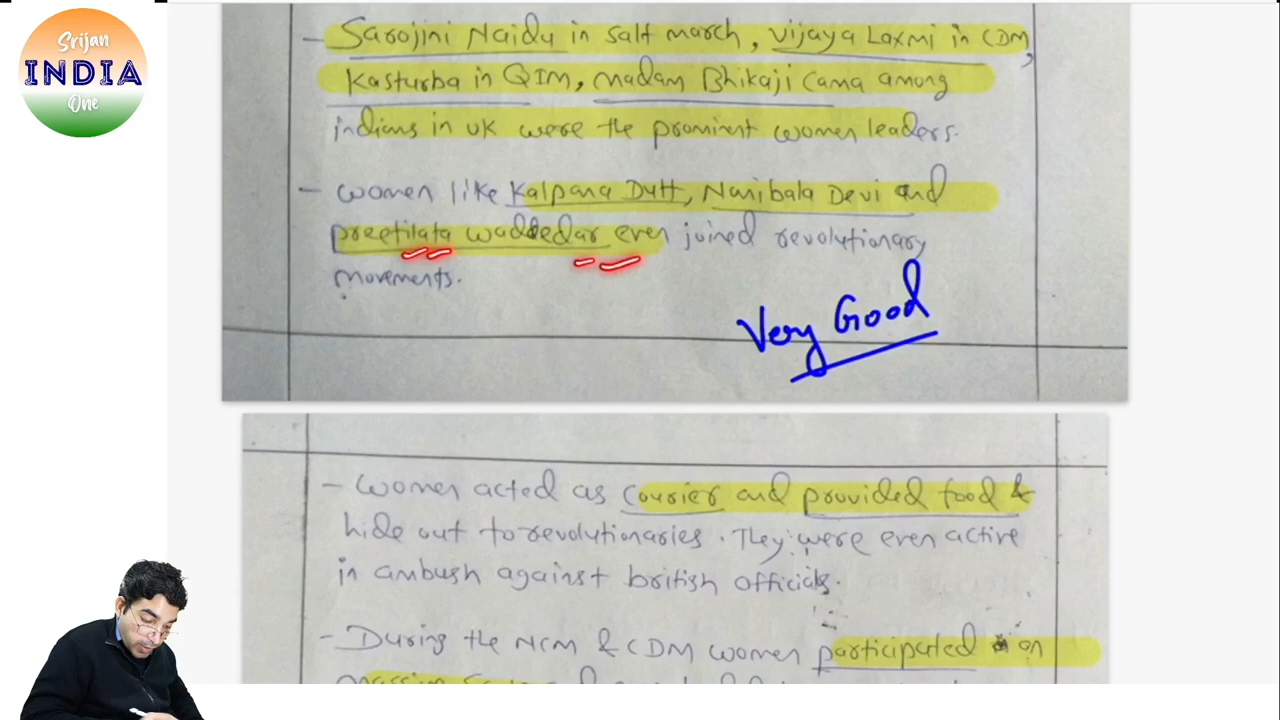 Srijan
INDIA
One
- Sarojini Naidu in salt march, vijaya Laxmi in CDM,
Kasturba in QIM, madam Bhikaji Cama among
indians in UK were the prominent women leaders.
- women like Kalpana Dutt, Nanibala Devi and
preetilata waddedar even joined revolutionary
movements.
Very Good
- Women acted as courier and provided food &
hide out to revolutionaries. They were even active
in ambush against british officials.
- During the NCM & CDM women participated on